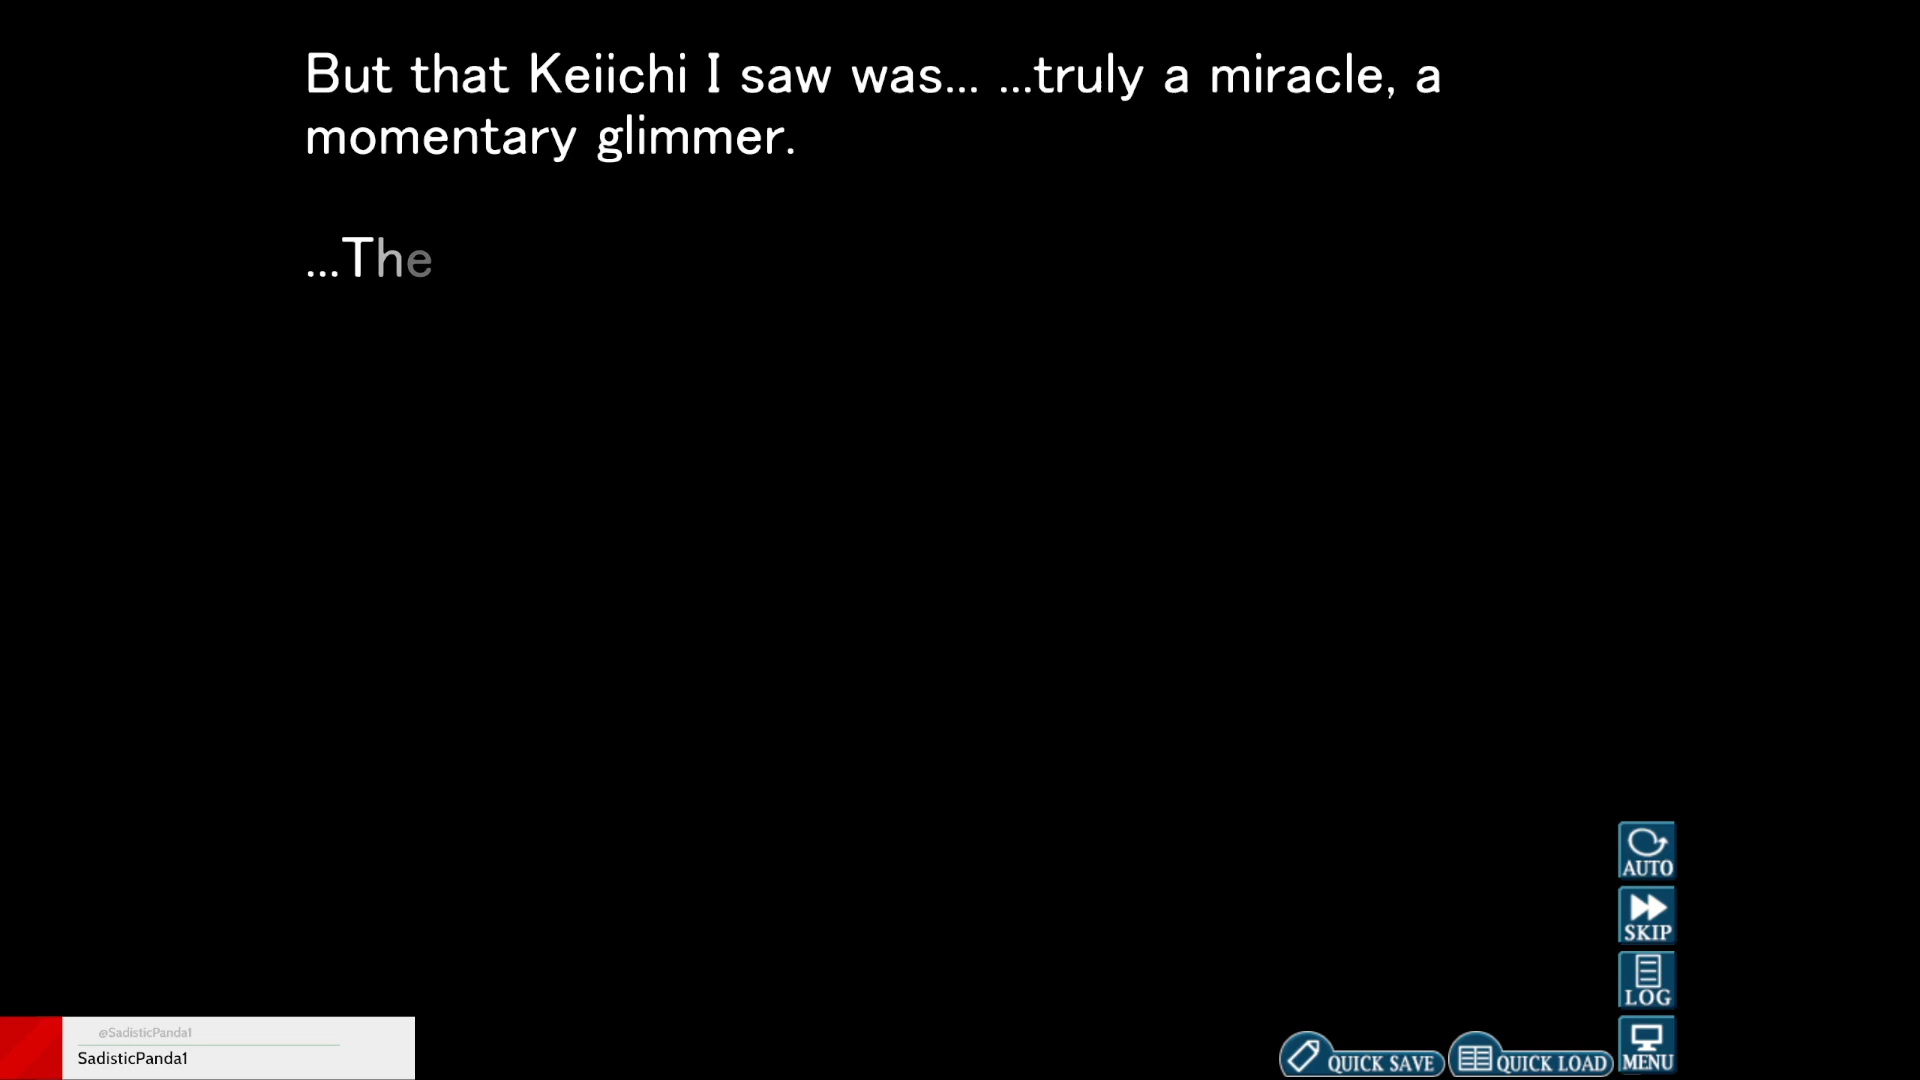 But that Keiichi I saw was... ...truly a miracle, a
momentary glimmer.
...The
AUTO
SKIP
LOG
MENU
QUICK SAVE
QUICK LOAD
@SadisticPanda1
SadisticPanda1